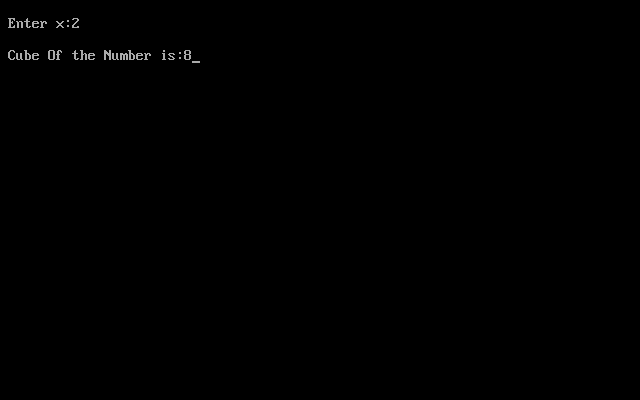 Enter x:2
Cube Of the Number is:8_